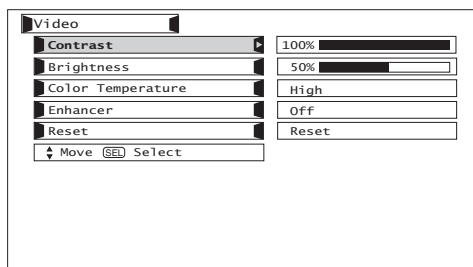 Video
Contrast 100%
Brightness 50%
Color Temperature High
Enhancer Off
Reset Reset
Move SEL Select